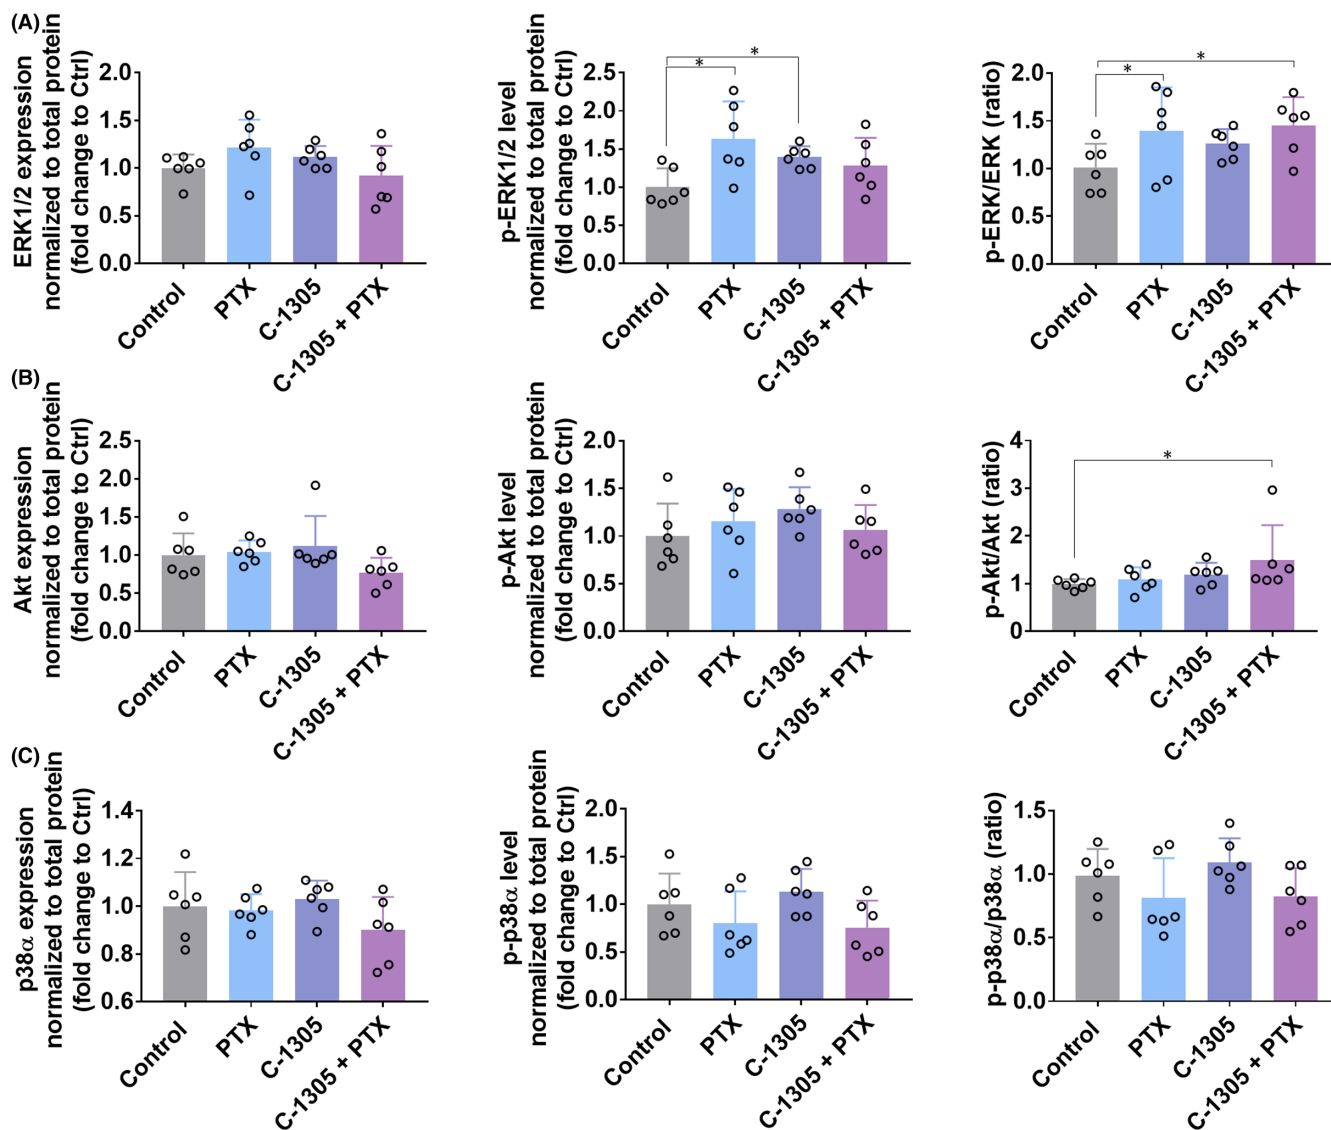 (A)
ERK1/2 expression
normalized to total protein
(fold change to Ctrl)
2.0
1.5
1.0
0.5
0.0
Control
PTX
C-1305
C-1305 + PTX
p-ERK1/2 level
normalized to total protein
(fold change to Ctrl)
2.5
2.0
1.5
1.0
0.5
0.0
*
*
Control
PTX
C-1305
C-1305 + PTX
p-ERK/ERK (ratio)
2.0
1.5
1.0
0.5
0.0
*
*
Control
PTX
C-1305
C-1305 + PTX
(B)
Akt expression
normalized to total protein
(fold change to Ctrl)
2.5
2.0
1.5
1.0
0.5
0.0
Control
PTX
C-1305
C-1305 + PTX
p-Akt level
normalized to total protein
(fold change to Ctrl)
2.0
1.5
1.0
0.5
0.0
Control
PTX
C-1305
C-1305 + PTX
p-Akt/Akt (ratio)
4
3
2
1
0
*
Control
PTX
C-1305
C-1305 + PTX
(C)
p38α expression
normalized to total protein
(fold change to Ctrl)
1.4
1.2
1.0
0.8
0.6
Control
PTX
C-1305
C-1305 + PTX
p-p38α level
normalized to total protein
(fold change to Ctrl)
2.0
1.5
1.0
0.5
0.0
Control
PTX
C-1305
C-1305 + PTX
p-p38α/p38α (ratio)
1.5
1.0
0.5
0.0
Control
PTX
C-1305
C-1305 + PTX